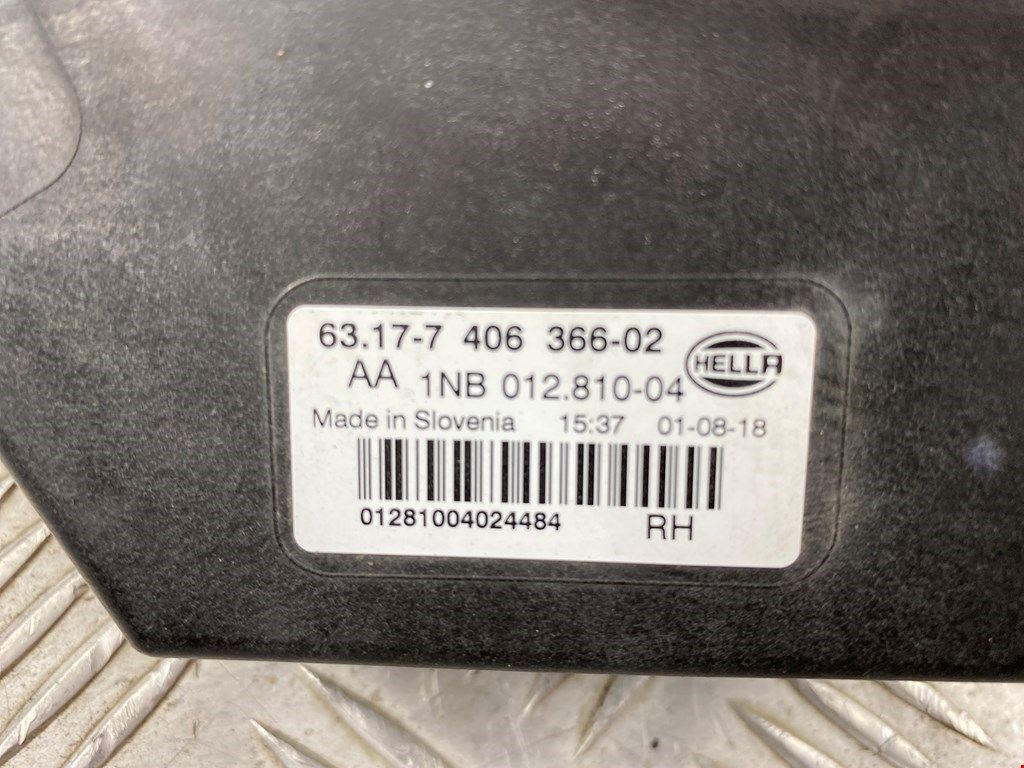 63.17-7 406 366-02
HELLA
AA 1NB 012.810-04
Made in Slovenia 15:37 01-08-18
01281004024484 RH